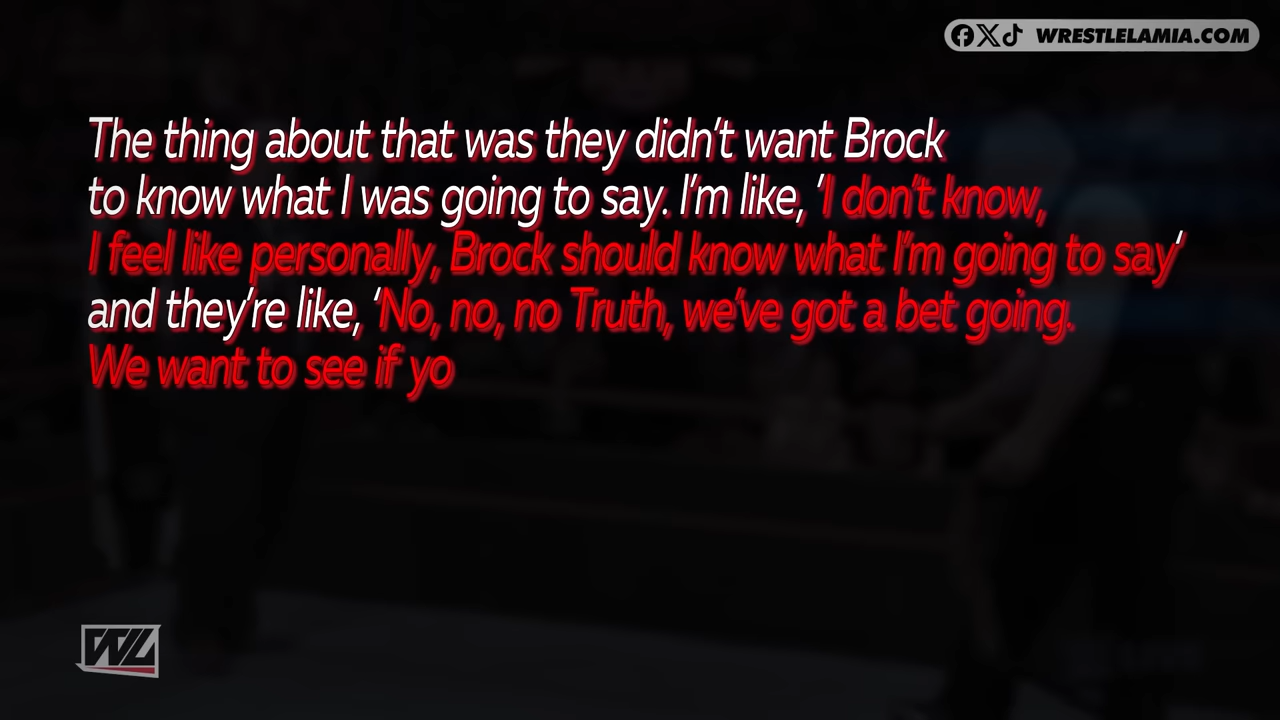 WRESTLELAMIA.COM
The thing about that was they didn't want Brock
to know what I was going to say. I'm like, 'I don't know,
I feel like personally, Brock should know what I'm going to say'
and they're like, 'No, no, no Truth, we've got a bet going.
We want to see if yo
WL